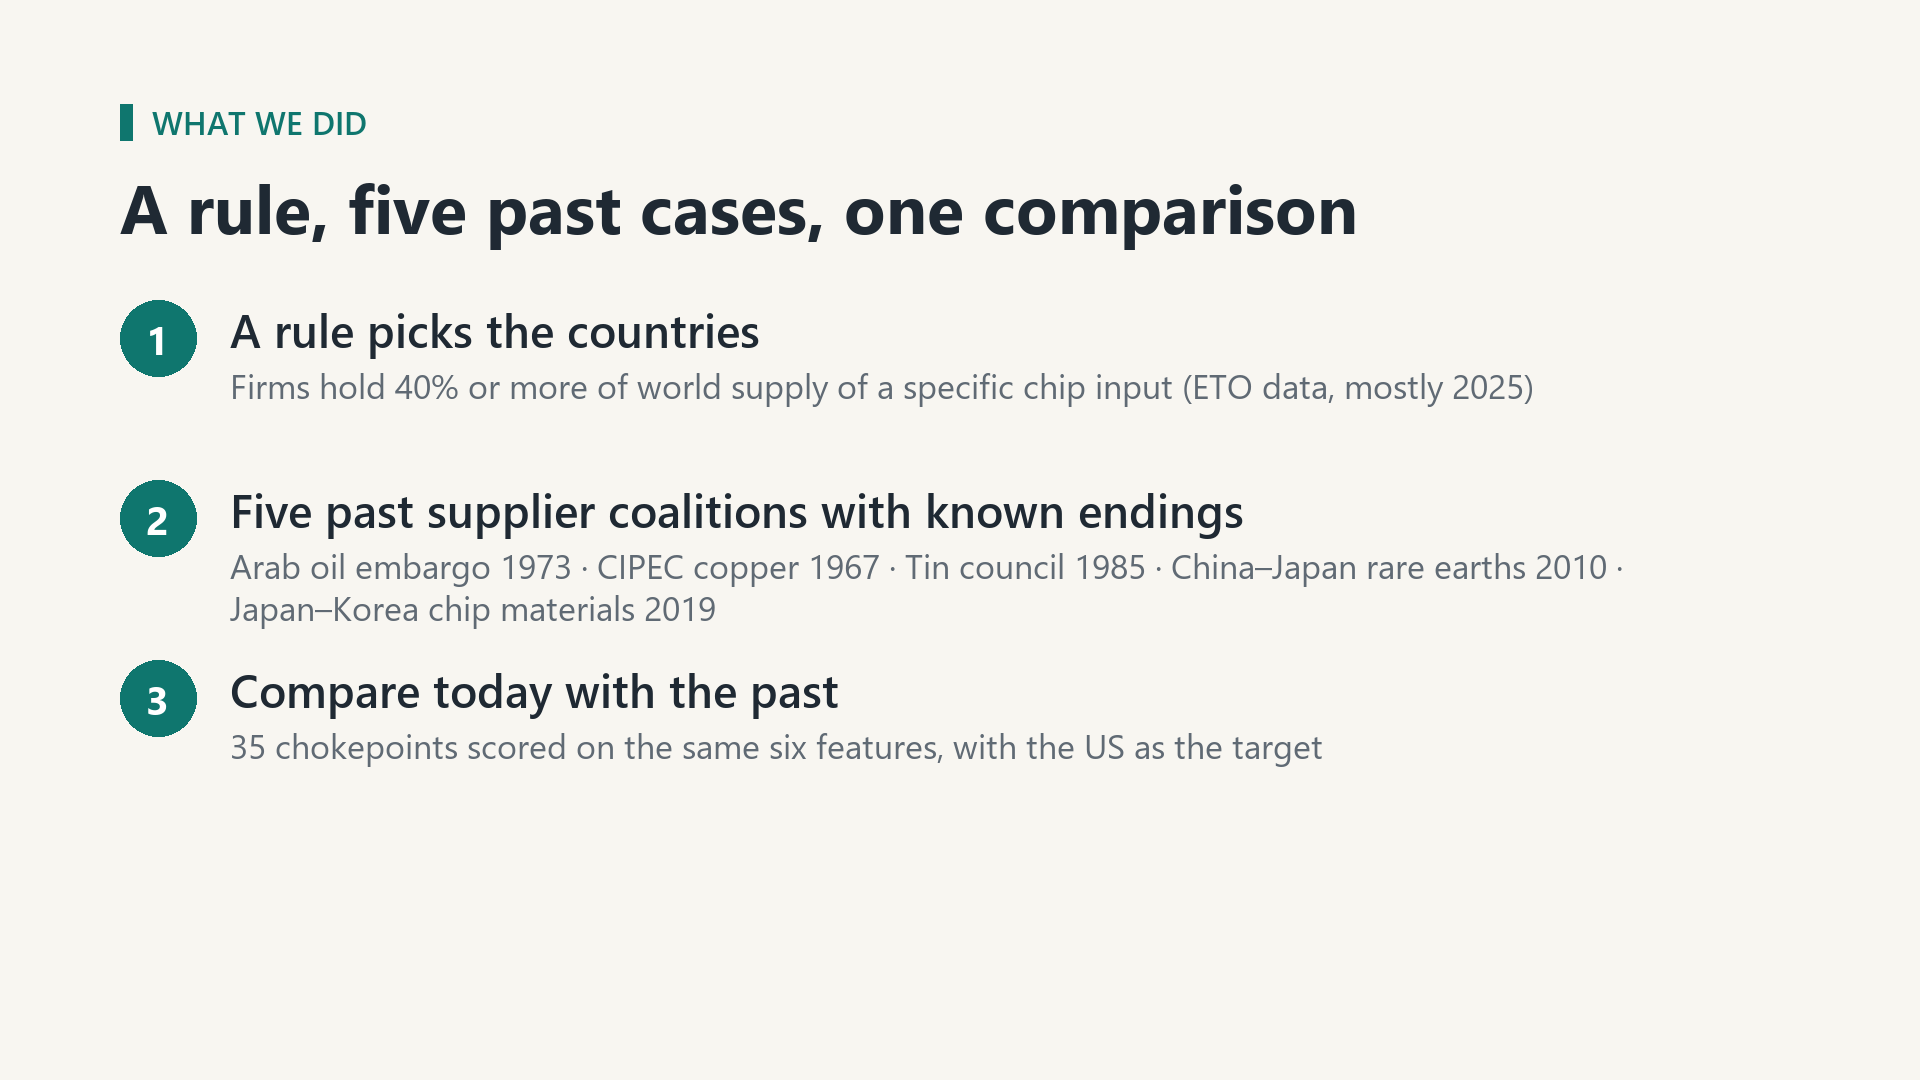 WHAT WE DID
A rule, five past cases, one comparison
1
A rule picks the countries
Firms hold 40% or more of world supply of a specific chip input (ETO data, mostly 2025)
2
Five past supplier coalitions with known endings
Arab oil embargo 1973 · CIPEC copper 1967 · Tin council 1985 · China–Japan rare earths 2010 ·
Japan–Korea chip materials 2019
3
Compare today with the past
35 chokepoints scored on the same six features, with the US as the target